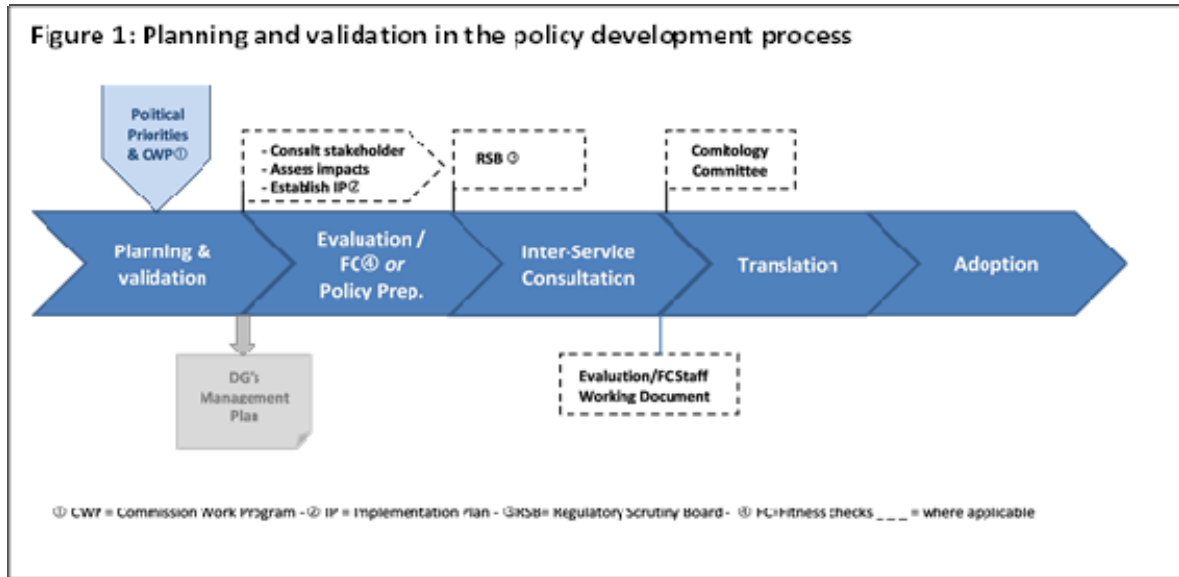 Figure 1: Planning and validation in the policy development process
Political
Priorities
& CWP①
- Consult stakeholder
- Assess impacts
- Establish IP②
RSB ③
Comitology
Committee
Planning &
validation
Evaluation /
FC④ or
Policy Prep.
Inter-Service
Consultation
Translation
Adoption
DG's
Management
Plan
Evaluation/FC Staff
Working Document
① CWP = Commission Work Program - ② IP = Implementation Plan - ③RSB= Regulatory Scrutiny Board - ④ FC=Fitness checks _ _ _ = where applicable